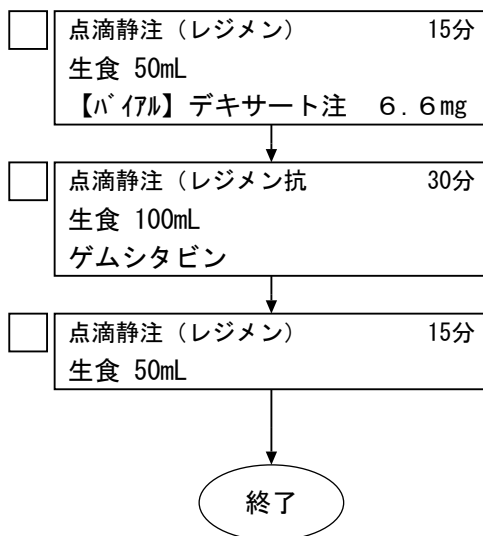 点滴静注（レジメン） 15分
生食 50mL
【ﾊﾞｲｱﾙ】デキサート注　６.６mg
点滴静注（レジメン抗 30分
生食 100mL
ゲムシタビン
点滴静注（レジメン） 15分
生食 50mL
終了